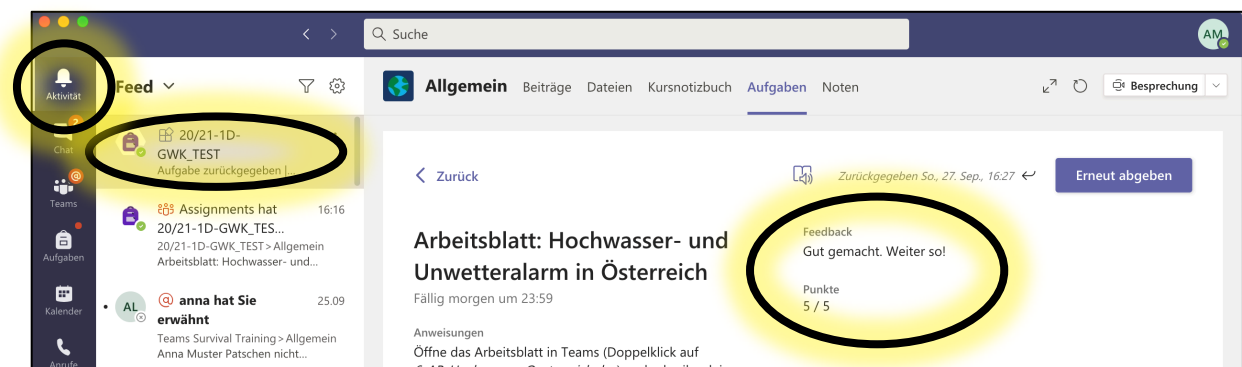 Suche
AM
Aktivität
Chat
2
Teams
@
Aufgaben
Kalender
Anrufe
Feed
20/21-1D-
GWK_TEST
Aufgabe zurückgegeben |...
Assignments hat 16:16
20/21-1D-GWK_TES...
20/21-1D-GWK_TEST > Allgemein
Arbeitsblatt: Hochwasser- und...
AL
@ anna hat Sie 25.09
erwähnt
Teams Survival Training > Allgemein
Anna Muster Patschen nicht...
Allgemein Beiträge Dateien Kursnotizbuch Aufgaben Noten
Besprechung
Zurück
Zurückgegeben So., 27. Sep., 16:27
Erneut abgeben
Arbeitsblatt: Hochwasser- und
Unwetteralarm in Österreich
Fällig morgen um 23:59
Anweisungen
Öffne das Arbeitsblatt in Teams (Doppelklick auf
Feedback
Gut gemacht. Weiter so!
Punkte
5 / 5